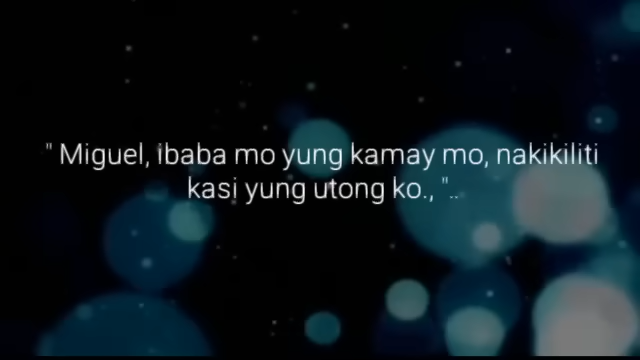 " Miguel, ibaba mo yung kamay mo, nakikiliti
kasi yung utong ko., "..